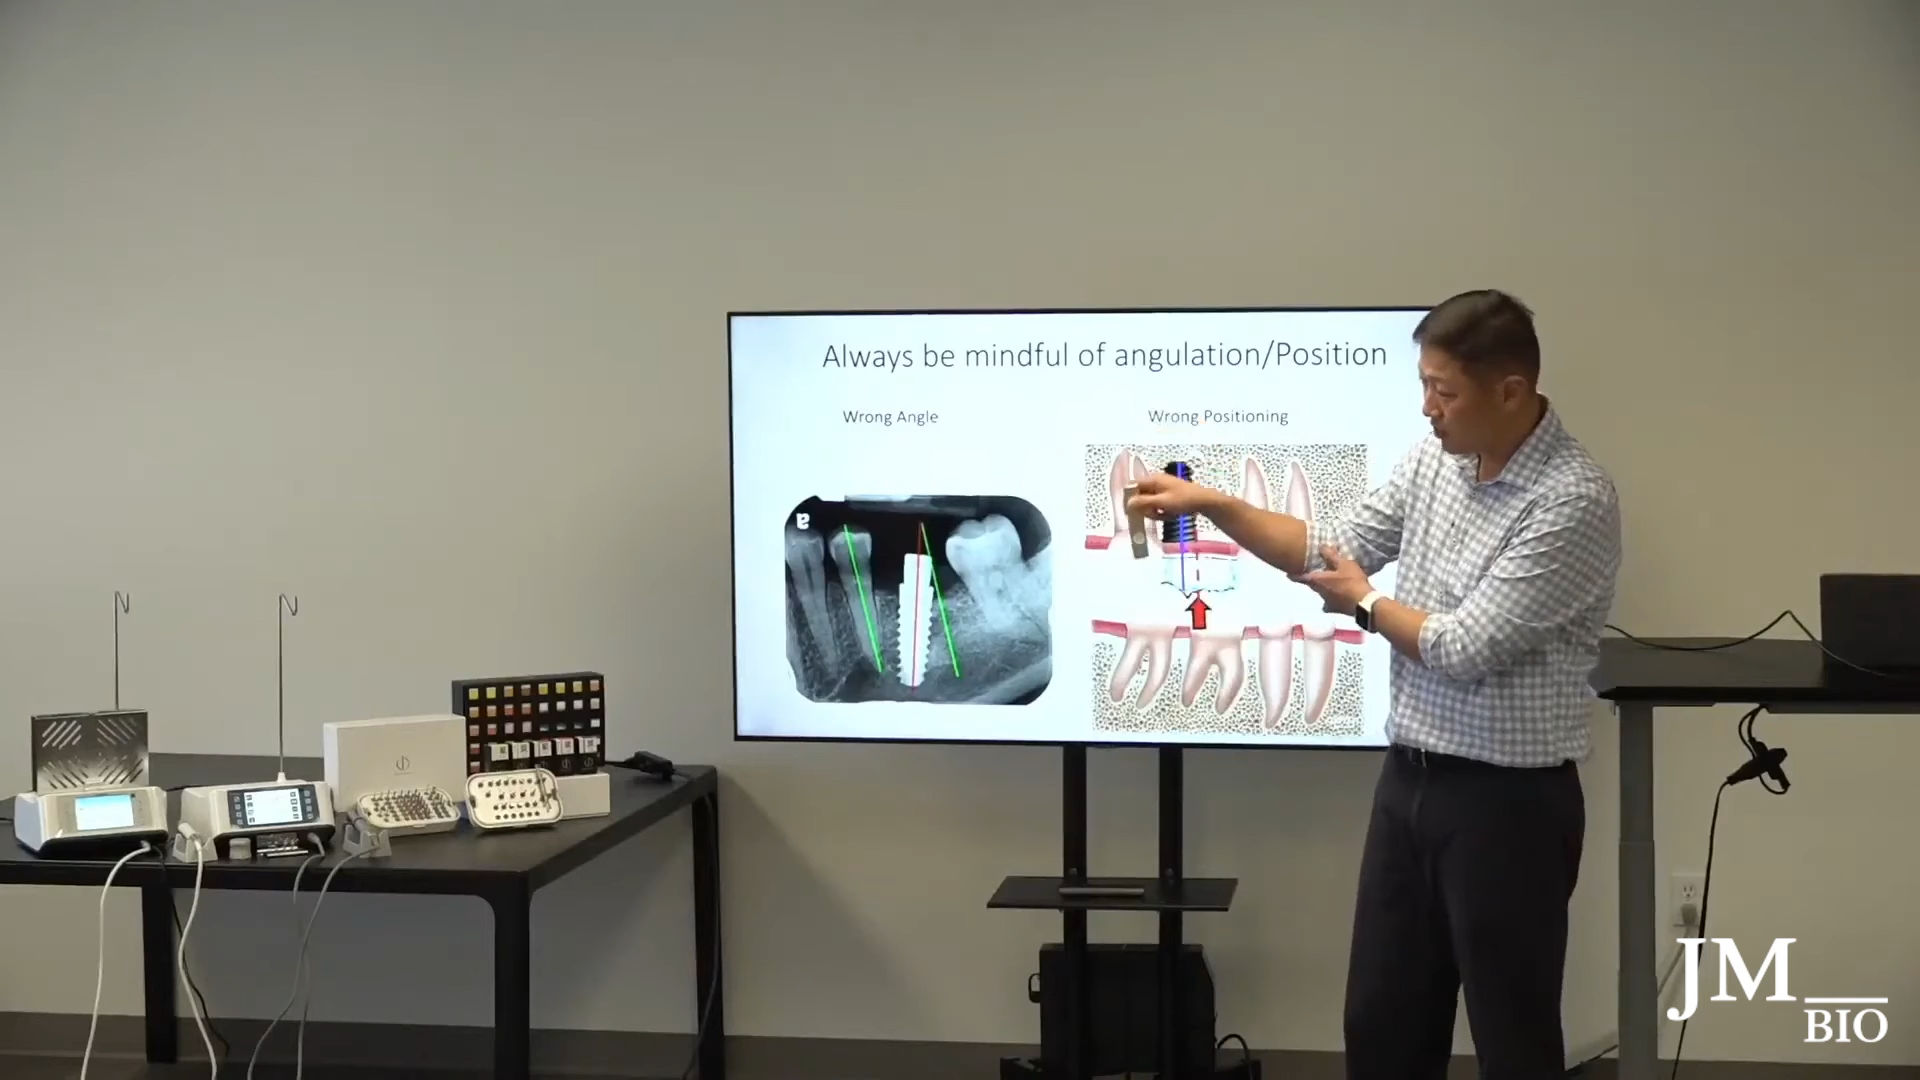 Always be mindful of angulation/Position
Wrong Angle
Wrong Positioning
JM
BIO